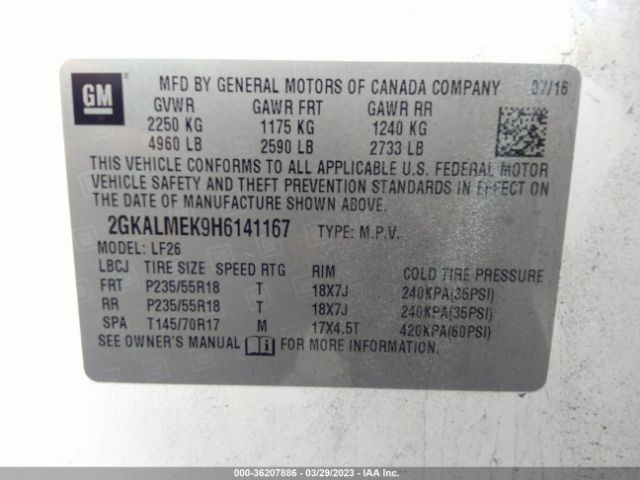 GM
MFD BY GENERAL MOTORS OF CANADA COMPANY 07/16
GVWR GAWR FRT GAWR RR
2250 KG 1175 KG 1240 KG
4960 LB 2590 LB 2733 LB
THIS VEHICLE CONFORMS TO ALL APPLICABLE U.S. FEDERAL MOTOR
VEHICLE SAFETY AND THEFT PREVENTION STANDARDS IN EFFECT ON
THE DATE OF MANUFACTURE SHOWN ABOVE.
2GKALMEK9H6141167 TYPE: M.P.V.
MODEL: LF26
LBCJ TIRE SIZE SPEED RTG RIM COLD TIRE PRESSURE
FRT P235/55R18 T 18X7J 240KPA(35PSI)
RR P235/55R18 T 18X7J 240KPA(35PSI)
SPA T145/70R17 M 17X4.5T 420KPA(60PSI)
SEE OWNER'S MANUAL FOR MORE INFORMATION.
000-36207886 — 03/29/2023 — IAA Inc.